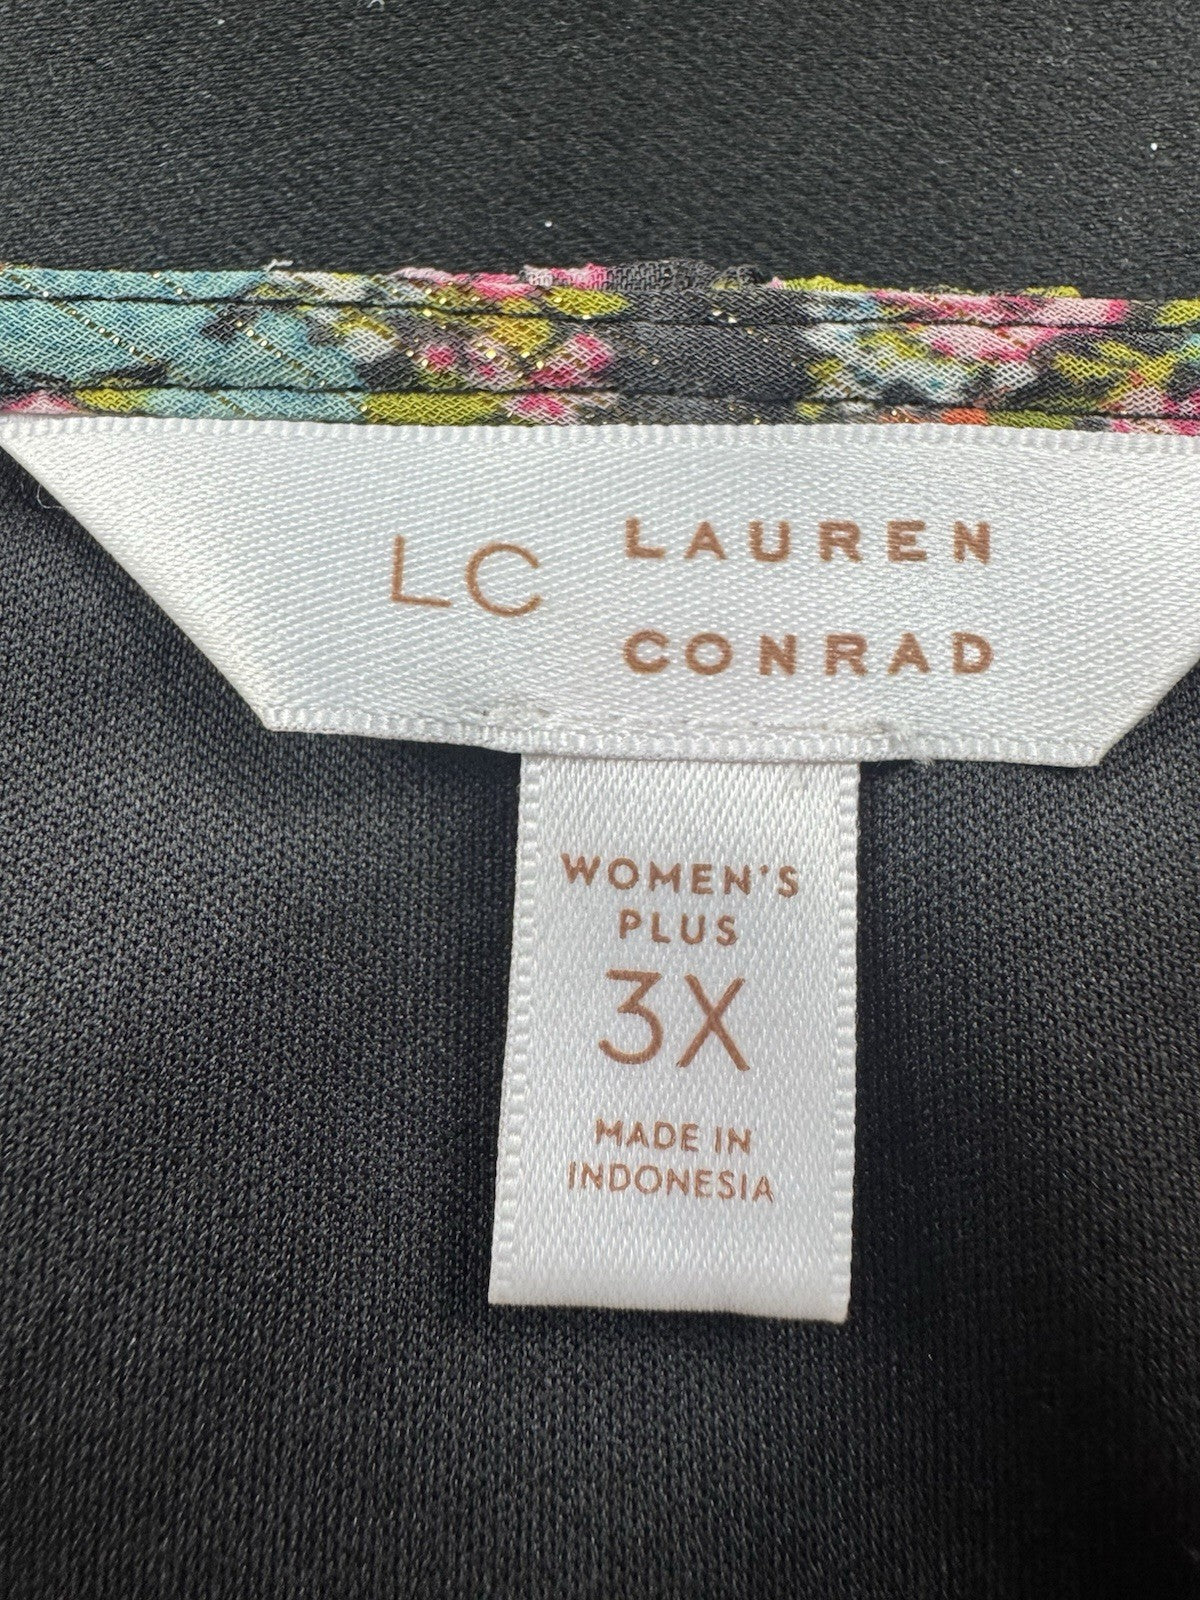 LC LAUREN
CONRAD
WOMEN'S
PLUS
3X
MADE IN
INDONESIA